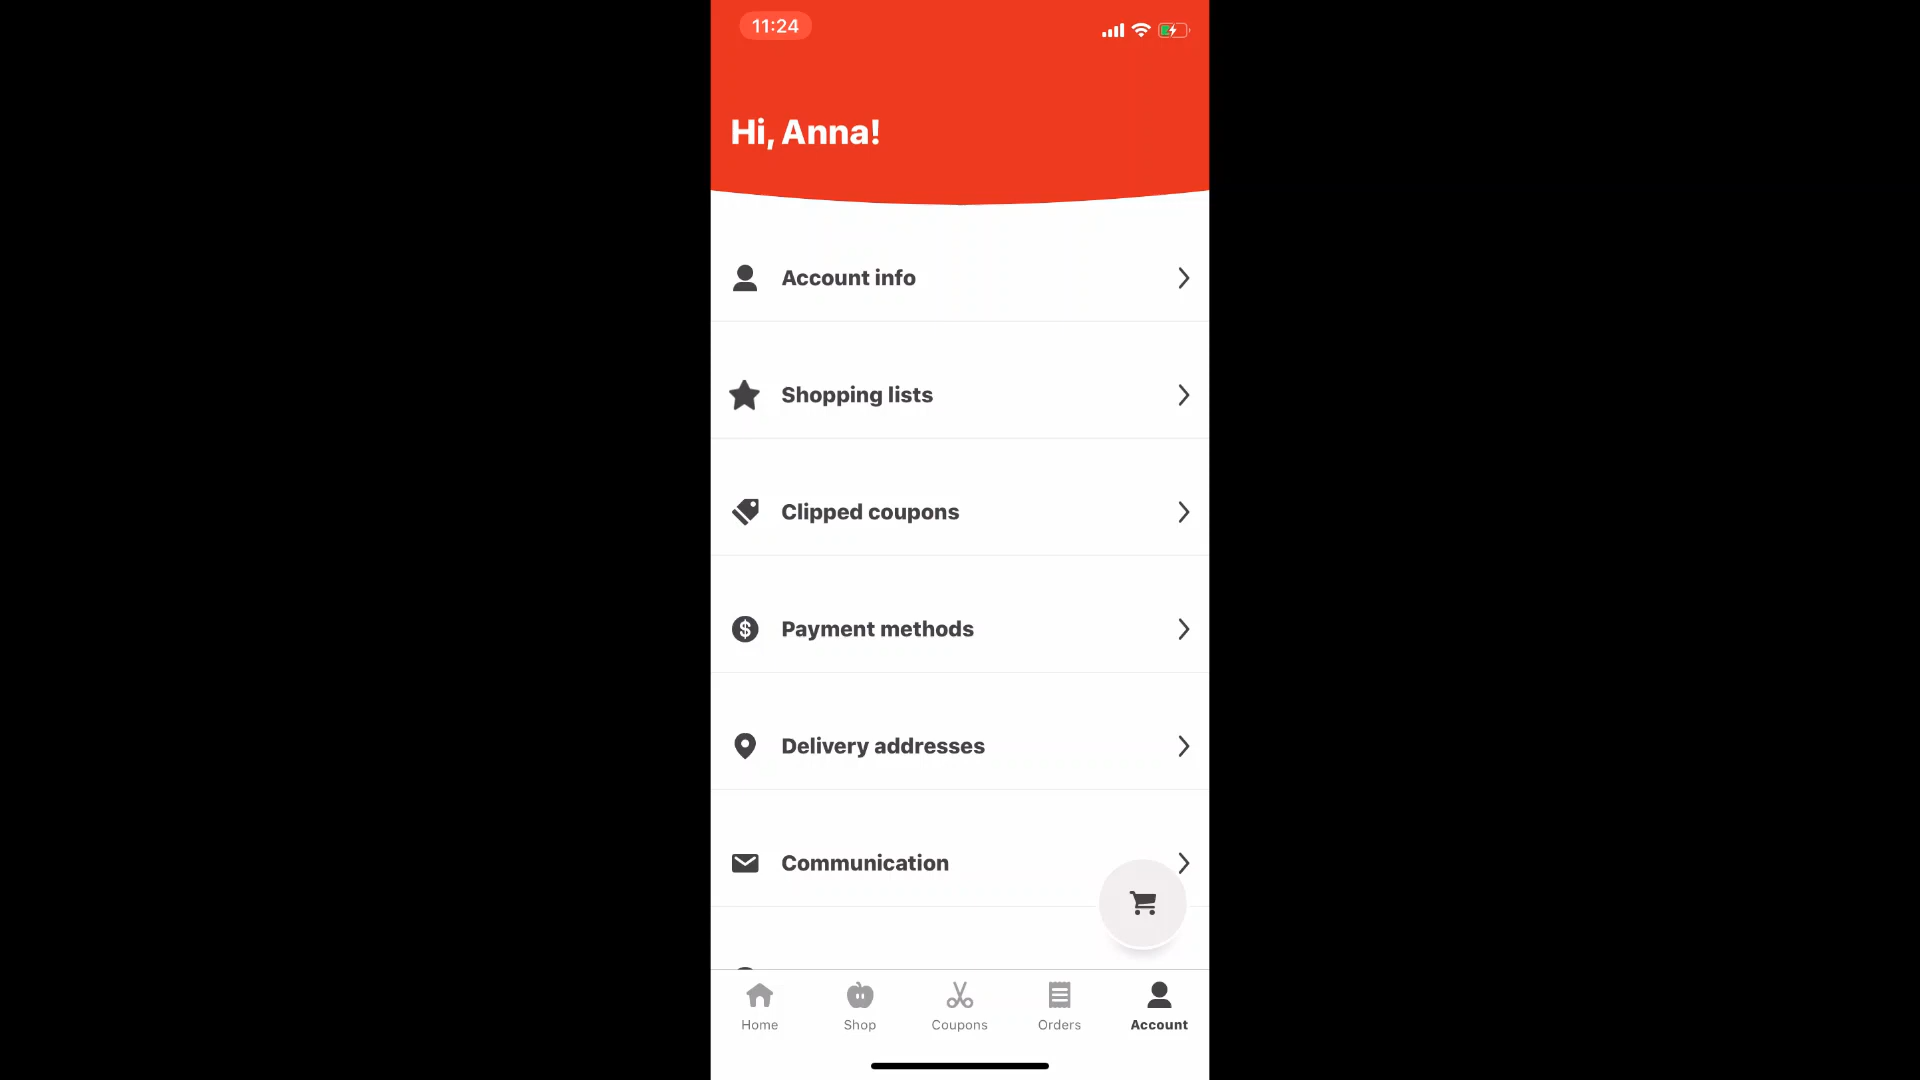 11:24
Hi, Anna!
Account info
Shopping lists
Clipped coupons
Payment methods
Delivery addresses
Communication
Home
Shop
Coupons
Orders
Account